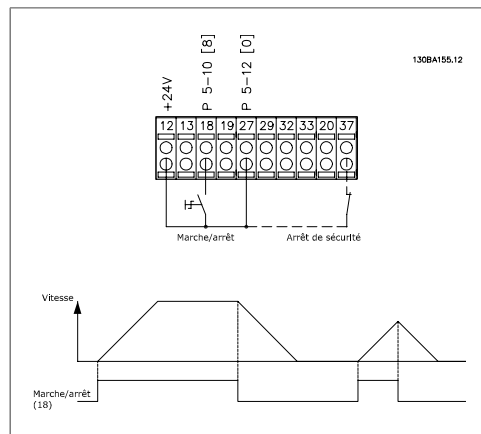 130BA155.12
+24V
P 5-10 [8]
P 5-12 [0]
12 13 18 19 27 29 32 33 20 37
Marche/arrêt
Arrêt de sécurité
Vitesse
Marche/arrêt
(18)